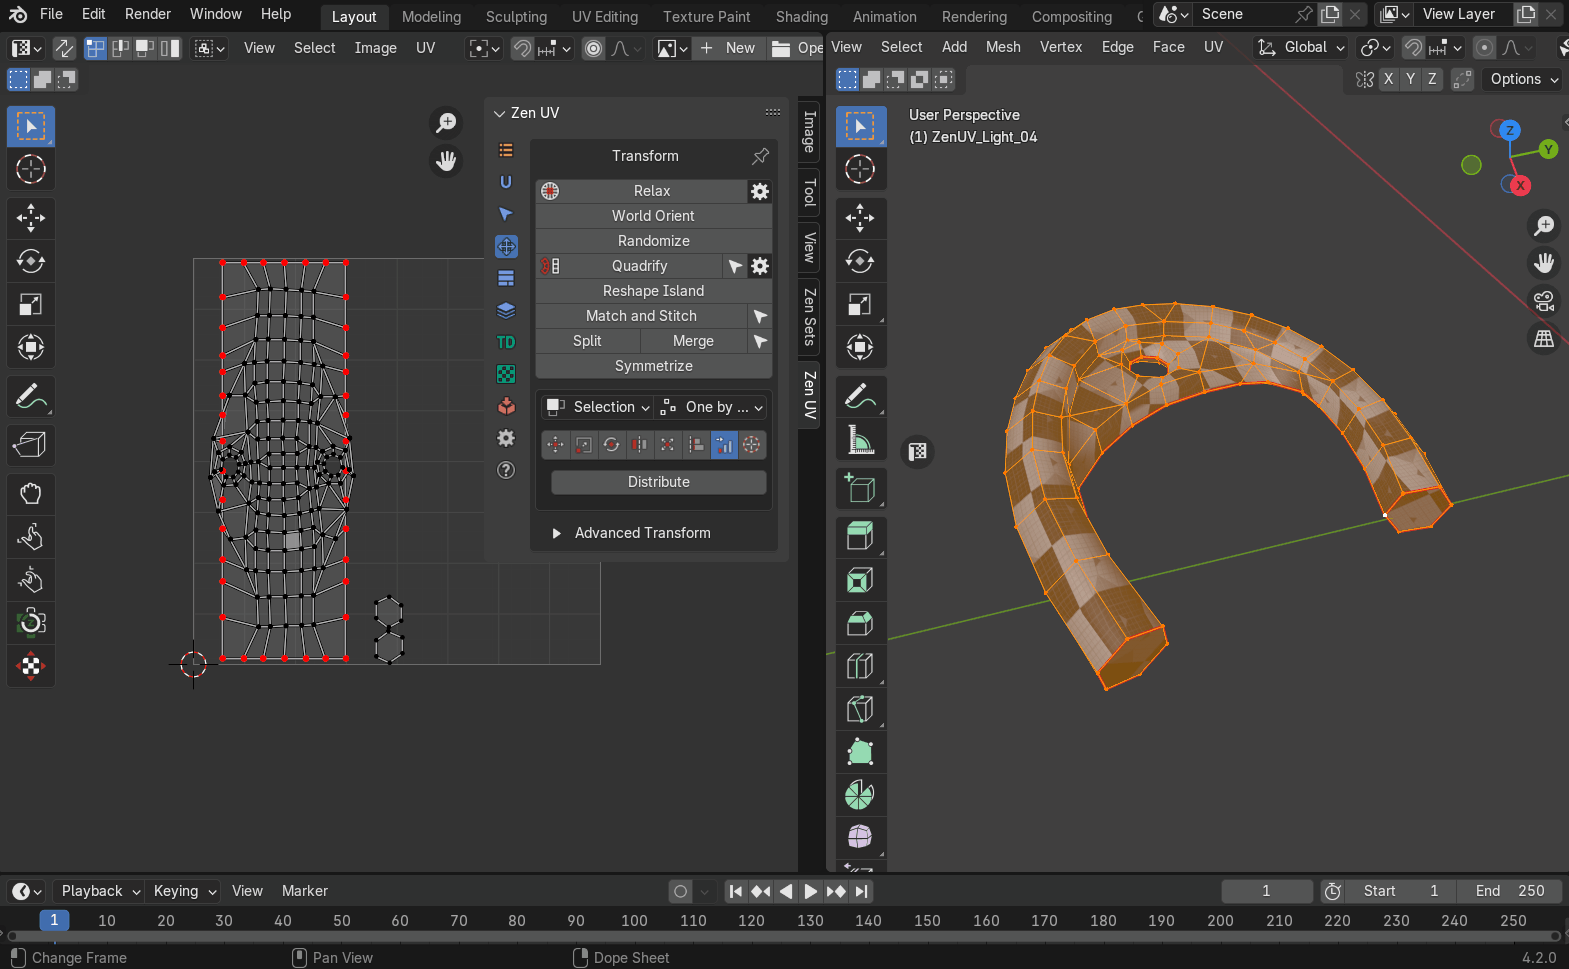 File Edit Render Window Help Layout Modeling Sculpting UV Editing Texture Paint Shading Animation Rendering Compositing Scene View Layer
View Select Image UV New Ope
View Select Add Mesh Vertex Edge Face UV Global
X Y Z Options
Zen UV
Transform
Relax
World Orient
Randomize
Quadrify
Reshape Island
Match and Stitch
Split Merge
Symmetrize
TD
Selection One by ...
Distribute
Advanced Transform
Image
Tool
View
Zen Sets
Zen UV
User Perspective
(1) ZenUV_Light_04
Z
Y
X
Playback Keying View Marker 1 Start 1 End 250
1 10 20 30 40 50 60 70 80 90 100 110 120 130 140 150 160 170 180 190 200 210 220 230 240 250
Change Frame Pan View Dope Sheet 4.2.0